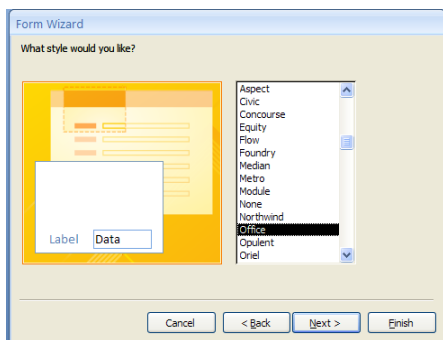 Form Wizard
What style would you like?
Label Data
Aspect
Civic
Concourse
Equity
Flow
Foundry
Median
Metro
Module
None
Northwind
Office
Opulent
Oriel
Cancel < Back Next > Finish